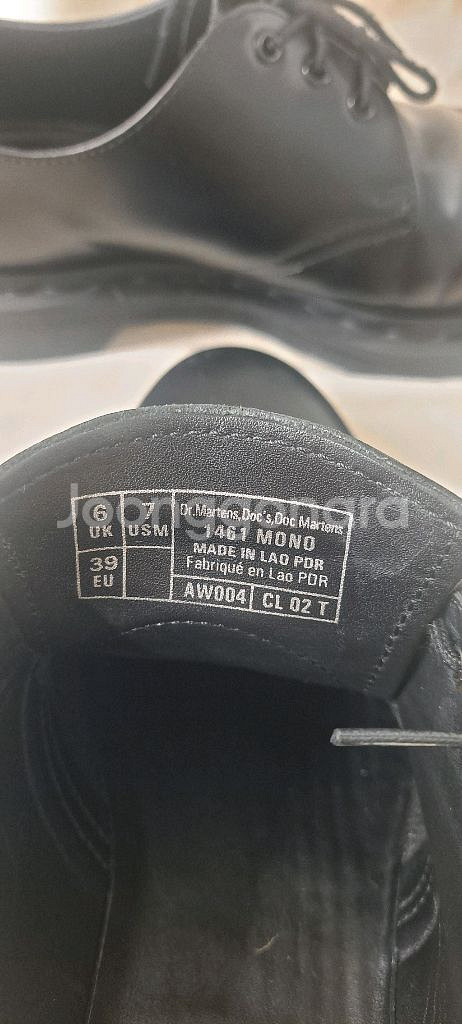 Joongonara
6 UK
7 USM
39 EU
Dr.Martens, Doc's, Doc Martens
1461 MONO
MADE IN LAO PDR
Fabriqué en Lao PDR
AW004 CL 02 T